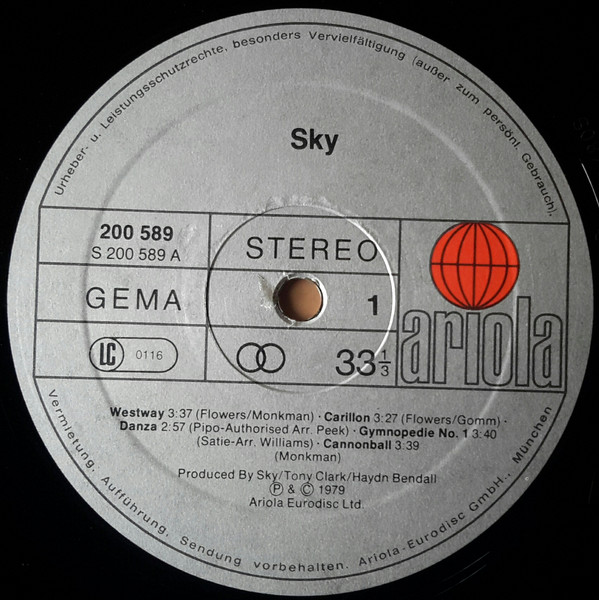 Urheber- u. Leistungsschutzrechte, besonders Vervielfältigung (außer zum persönl. Gebrauch),
Sky
200 589
S 200 589 A
STEREO
GEMA
1
ariola
LC 0116
33 1/3
Westway 3:37 (Flowers/Monkman) · Carillon 3:27 (Flowers/Gomm) ·
Danza 2:57 (Pipo-Authorised Arr. Peek) · Gymnopedie No. 1 3:40
(Satie-Arr. Williams) · Cannonball 3:39
(Monkman)
Produced By Sky/Tony Clark/Haydn Bendall
Ⓟ & © 1979
Ariola Eurodisc Ltd.
Vermietung, Aufführung, Sendung vorbehalten. Ariola-Eurodisc GmbH., München